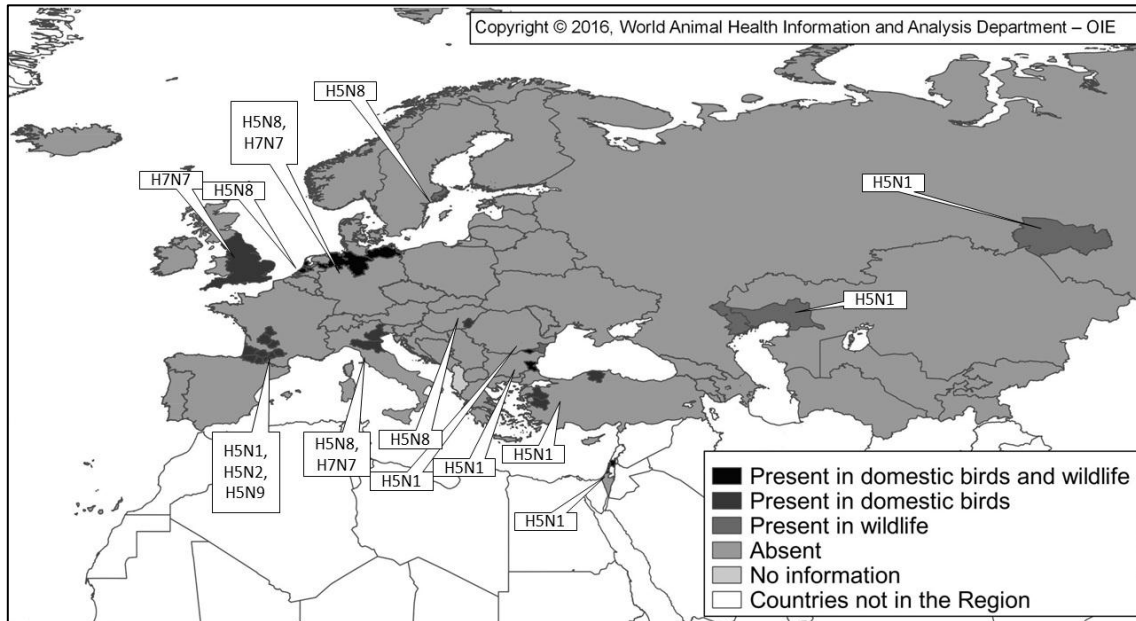 Copyright © 2016, World Animal Health Information and Analysis Department – OIE
H5N8
H5N8,
H7N7
H7N7
H5N8
H5N1
H5N1
H5N1,
H5N2,
H5N9
H5N8,
H7N7
H5N8
H5N1
H5N1
H5N1
H5N1
Present in domestic birds and wildlife
Present in domestic birds
Present in wildlife
Absent
No information
Countries not in the Region